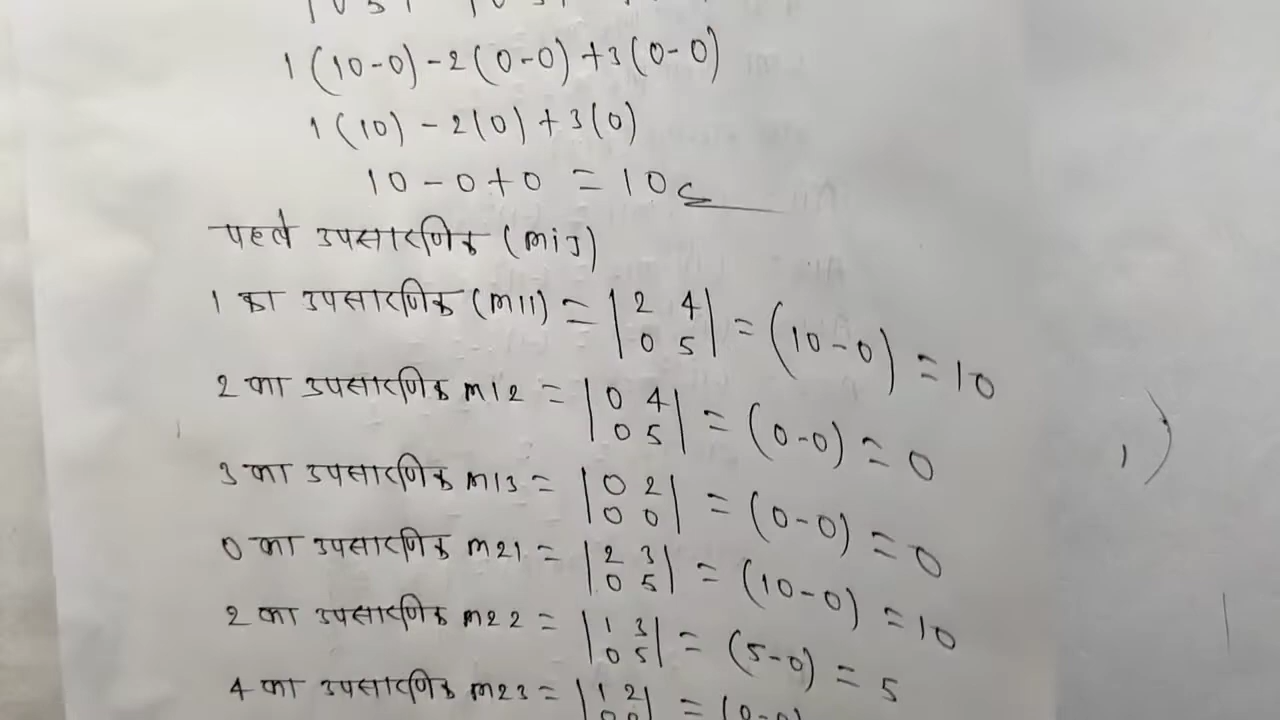 1(10-0)-2(0-0)+3(0-0)
1(10)-2(0)+3(0)
10-0+0 = 10
पहले उपसारणिक (mij)
1 का उपसारणिक (m11) = |2 4| = (10-0) = 10
|0 5|
2 का उपसारणिक m12 = |0 4| = (0-0) = 0
|0 5|
3 का उपसारणिक m13 = |0 2| = (0-0) = 0
|0 0|
0 का उपसारणिक m21 = |2 3| = (10-0) = 10
|0 5|
2 का उपसारणिक m22 = |1 3| = (5-0) = 5
|0 5|
4 का उपसारणिक m23 = |1 2| = (0-0)
|0 0|